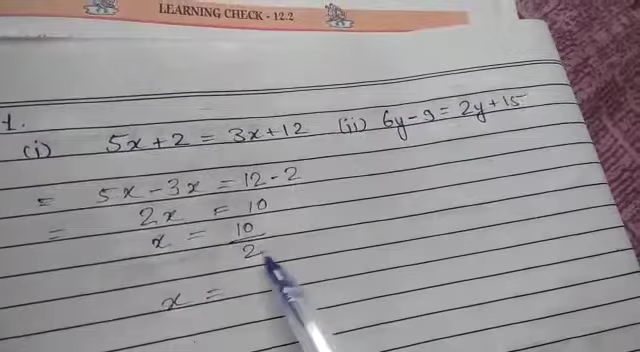 LEARNING CHECK - 12.2
1.
(i) 5x + 2 = 3x + 12 (ii) 6y - 9 = 2y + 15
= 5x - 3x = 12 - 2
= 2x = 10
x = 10/2
x =